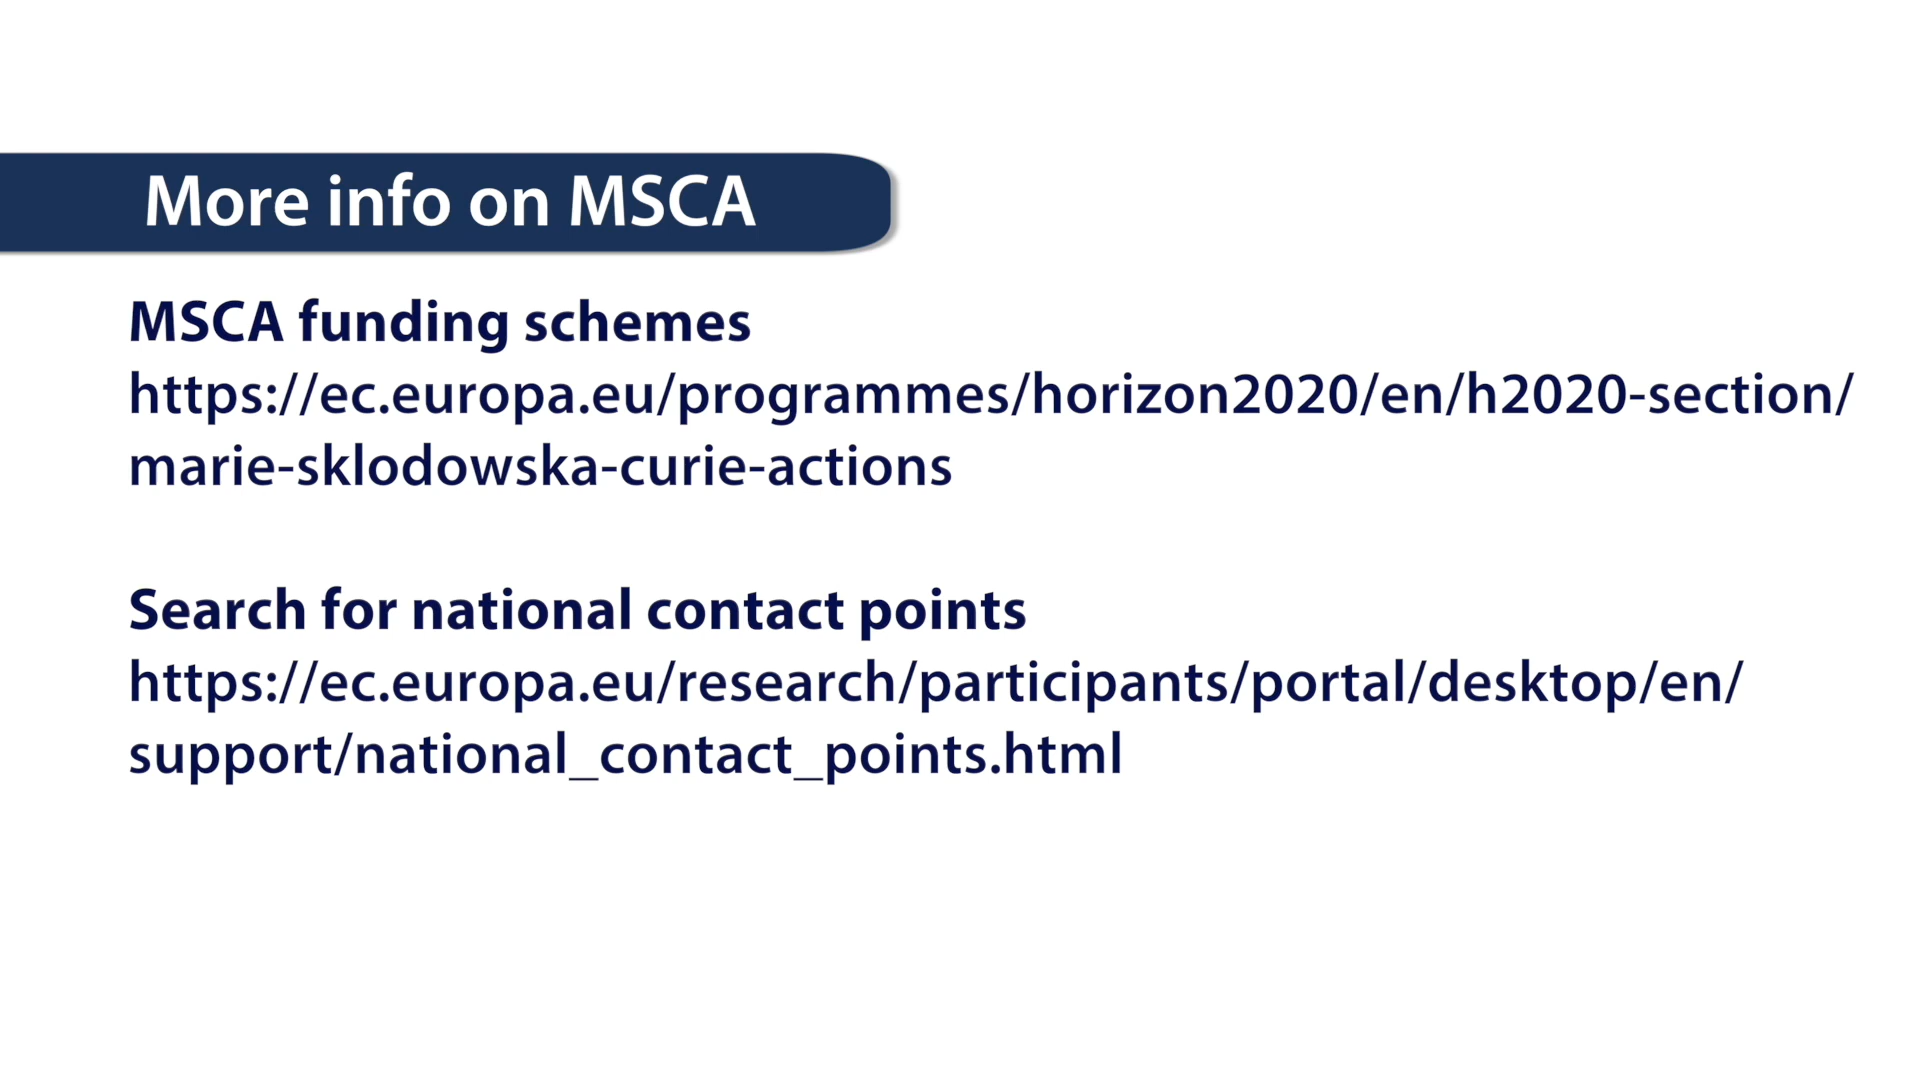 More info on MSCA
MSCA funding schemes
https://ec.europa.eu/programmes/horizon2020/en/h2020-section/
marie-sklodowska-curie-actions
Search for national contact points
https://ec.europa.eu/research/participants/portal/desktop/en/
support/national_contact_points.html